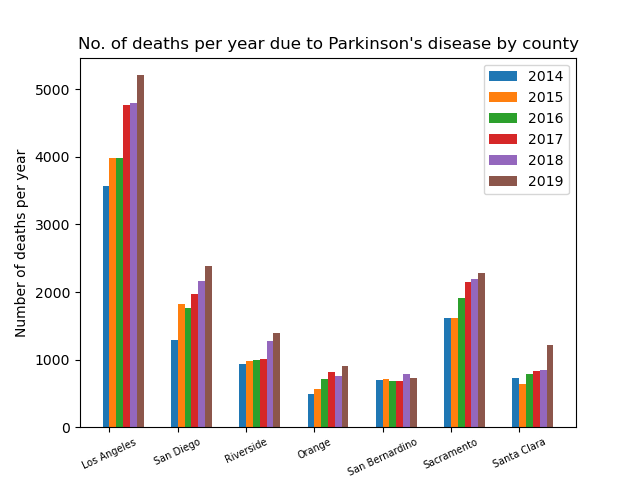 No. of deaths per year due to Parkinson's disease by county
Number of deaths per year
5000
4000
3000
2000
1000
0
2014
2015
2016
2017
2018
2019
Los Angeles
San Diego
Riverside
Orange
San Bernardino
Sacramento
Santa Clara